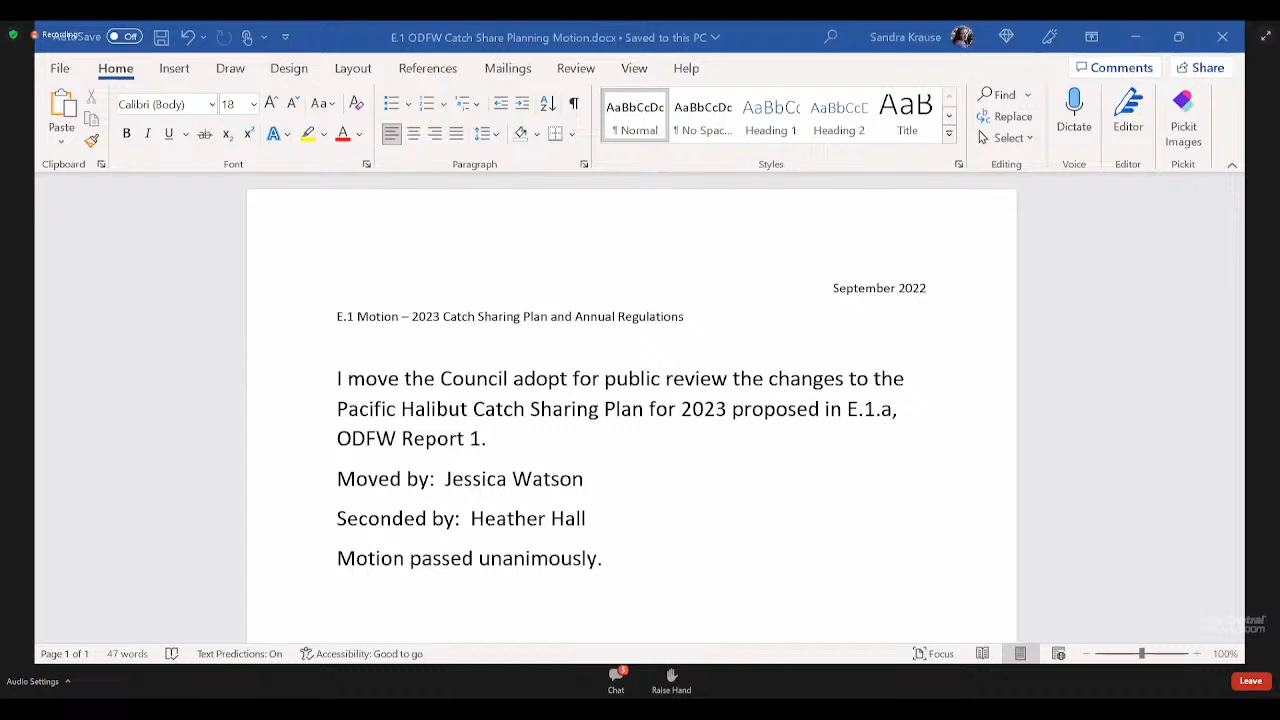 Recording
AutoSave Off
E.1 ODFW Catch Share Planning Motion.docx • Saved to this PC
Sandra Krause
File Home Insert Draw Design Layout References Mailings Review View Help
Comments Share
Paste
Calibri (Body) 18
AaBbCcDc AaBbCcDc AaBbCc AaBbCcD AaB
¶ Normal ¶ No Spac... Heading 1 Heading 2 Title
Find
Replace
Select
Dictate
Editor
Pickit
Images
Clipboard Font Paragraph Styles Editing Voice Editor Pickit
September 2022
E.1 Motion – 2023 Catch Sharing Plan and Annual Regulations
I move the Council adopt for public review the changes to the
Pacific Halibut Catch Sharing Plan for 2023 proposed in E.1.a,
ODFW Report 1.
Moved by: Jessica Watson
Seconded by: Heather Hall
Motion passed unanimously.
Page 1 of 1 47 words Text Predictions: On Accessibility: Good to go Focus 100%
Audio Settings
5
Chat
Raise Hand
Leave